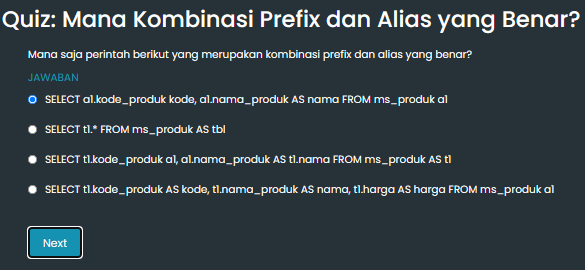 Quiz: Mana Kombinasi Prefix dan Alias yang Benar?
Mana saja perintah berikut yang merupakan kombinasi prefix dan alias yang benar?
JAWABAN
SELECT a1.kode_produk kode, a1.nama_produk AS nama FROM ms_produk a1
SELECT t1.* FROM ms_produk AS tbl
SELECT t1.kode_produk a1, a1.nama_produk AS t1.nama FROM ms_produk AS t1
SELECT t1.kode_produk AS kode, t1.nama_produk AS nama, t1.harga AS harga FROM ms_produk a1
Next